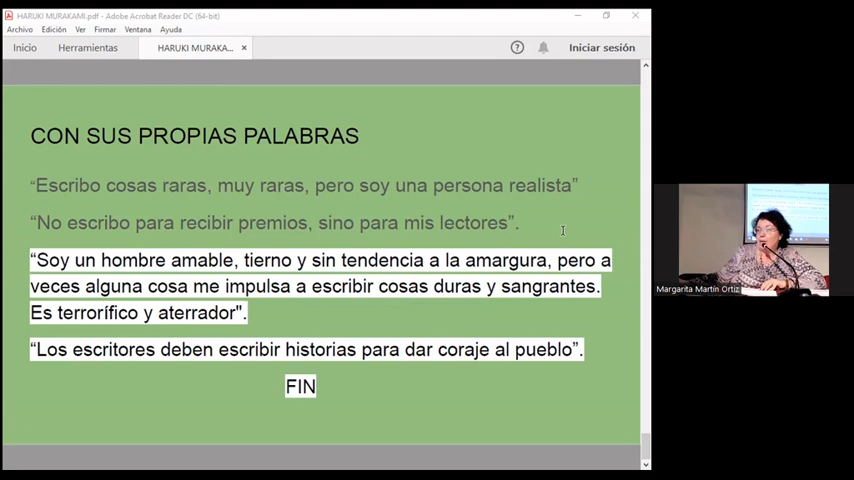 HARUKI MURAKAMI.pdf - Adobe Acrobat Reader DC (64-bit)
Archivo Edición Ver Firmar Ventana Ayuda
Inicio Herramientas HARUKI MURAKA... × Iniciar sesión
CON SUS PROPIAS PALABRAS
“Escribo cosas raras, muy raras, pero soy una persona realista”
“No escribo para recibir premios, sino para mis lectores”.
“Soy un hombre amable, tierno y sin tendencia a la amargura, pero a
veces alguna cosa me impulsa a escribir cosas duras y sangrantes.
Es terrorífico y aterrador".
“Los escritores deben escribir historias para dar coraje al pueblo”.
FIN
Margarita Martín Ortiz